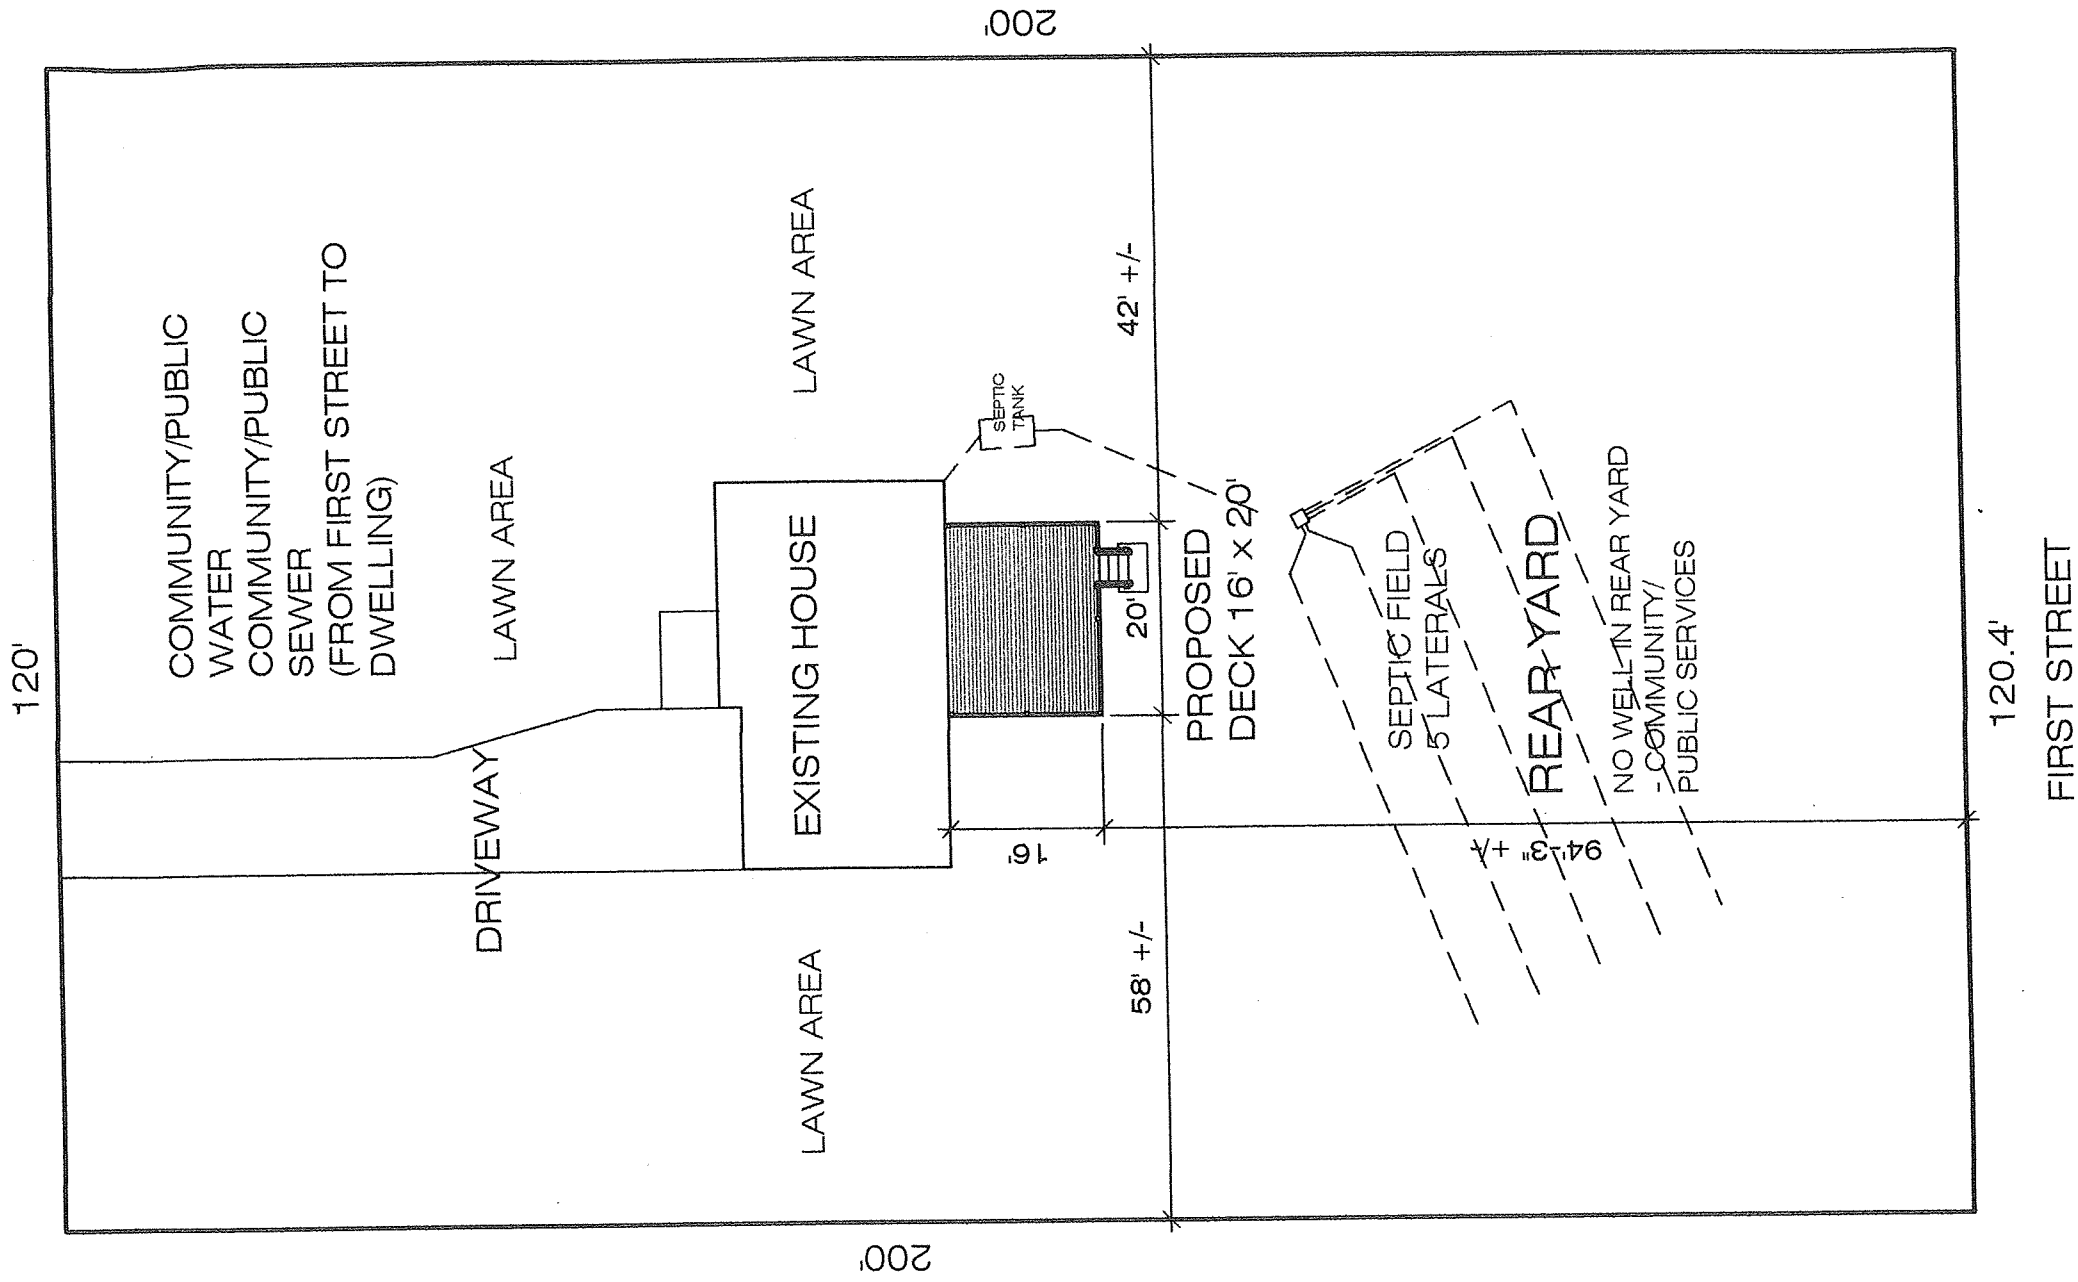 120'
COMMUNITY/PUBLIC
WATER
COMMUNITY/PUBLIC
SEWER
(FROM FIRST STREET TO
DWELLING)
LAWN AREA
DRIVEWAY
EXISTING HOUSE
LAWN AREA
LAWN AREA
200'
200'
SEPTIC
TANK
16'
20'
58' +/-
42' +/-
PROPOSED
DECK 16' x 20'
SEPTIC FIELD
5 LATERALS
REAR YARD
NO WELL IN REAR YARD
- COMMUNITY/
PUBLIC SERVICES
94'-3" +/-
120.4'
FIRST STREET